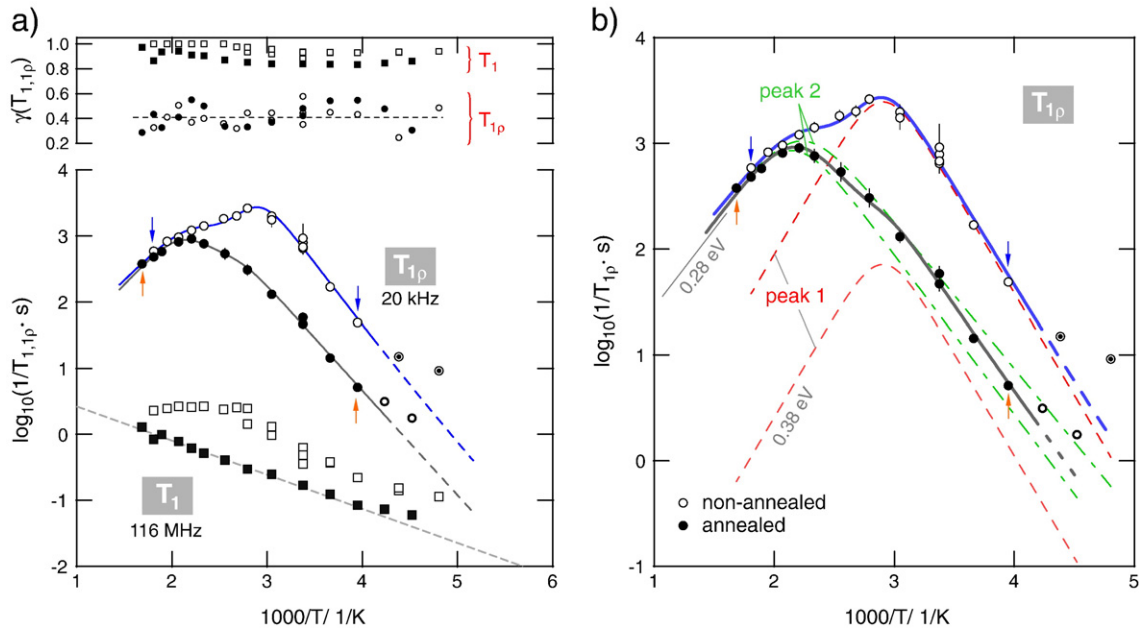 a)
1.0
0.8
0.6
0.4
0.2
γ(T1,1ρ)
T1
T1ρ
4
3
2
1
0
-1
-2
log10(1/T1,1ρ· s)
T1ρ
20 kHz
T1
116 MHz
1 2 3 4 5 6
1000/T/ 1/K
b)
4
3
2
1
0
-1
log10(1/T1ρ· s)
peak 2
T1ρ
0.28 eV
peak 1
0.38 eV
non-annealed
annealed
1 2 3 4 5
1000/T/ 1/K